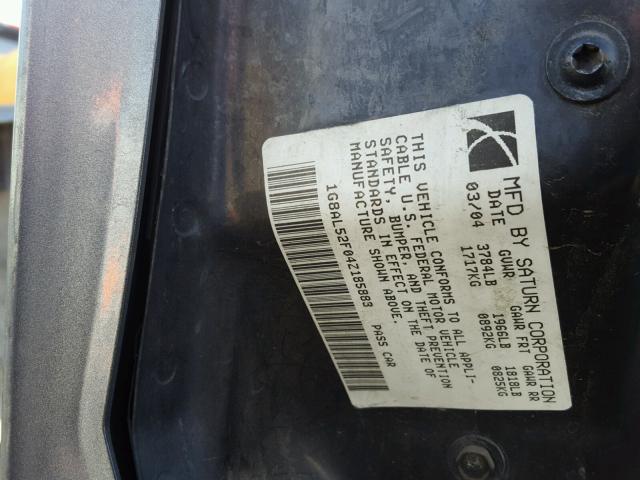 MFD BY SATURN CORPORATION
DATE GVWR GAWR FRT GAWR RR
03/04 3784LB 1966LB 1818LB
1717KG 0892KG 0825KG
THIS VEHICLE CONFORMS TO ALL APPLI-
CABLE U.S. FEDERAL MOTOR VEHICLE
SAFETY, BUMPER, AND THEFT PREVENTION
STANDARDS IN EFFECT ON THE DATE OF
MANUFACTURE SHOWN ABOVE.
1G8AL52F04Z185883 PASS CAR